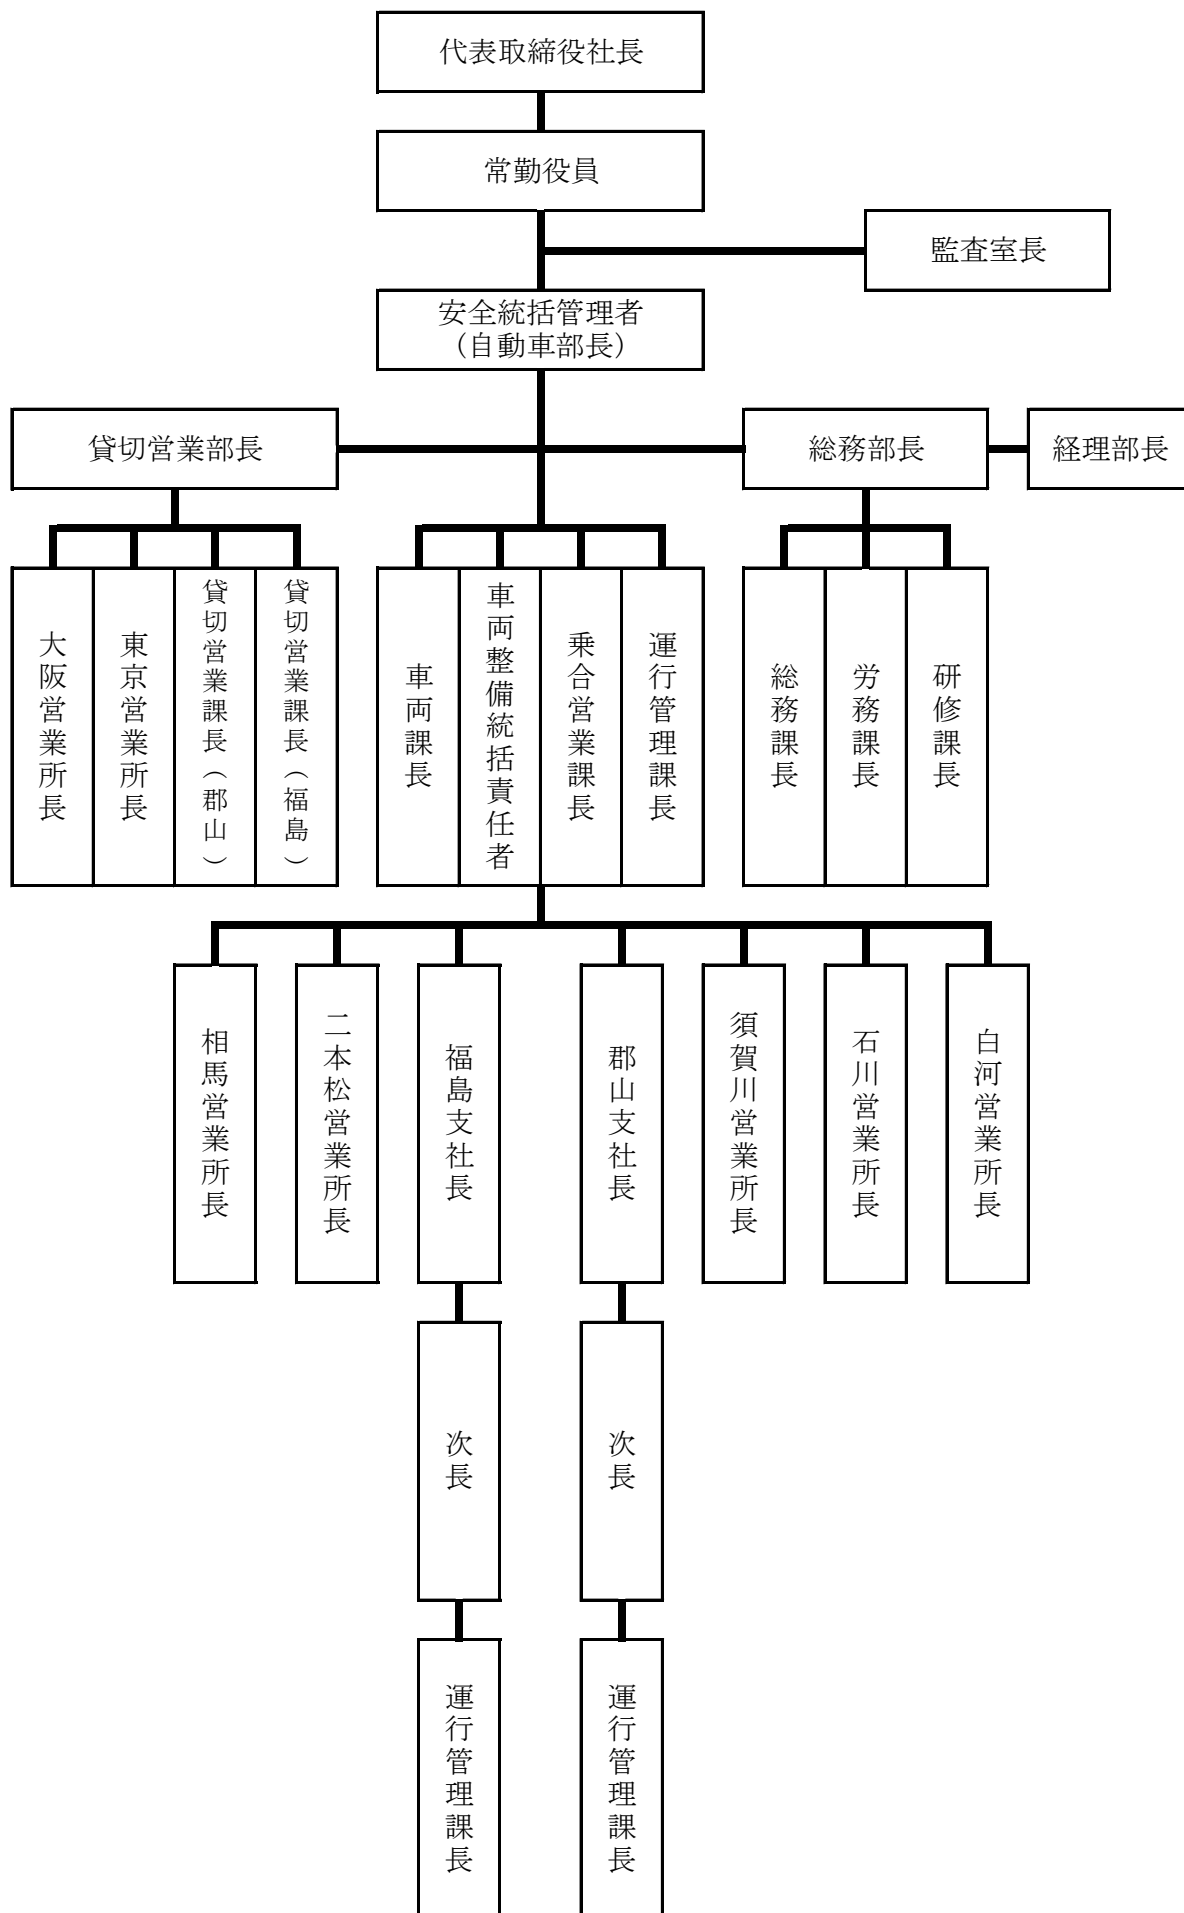 代表取締役社長
常勤役員
監査室長
安全統括管理者
(自動車部長)
貸切営業部長
総務部長
経理部長
大阪営業所長
東京営業所長
貸切営業課長(郡山)
貸切営業課長(福島)
車両課長
車両整備統括責任者
乗合営業課長
運行管理課長
総務課長
労務課長
研修課長
相馬営業所長
二本松営業所長
福島支社長
郡山支社長
須賀川営業所長
石川営業所長
白河営業所長
次長
次長
運行管理課長
運行管理課長